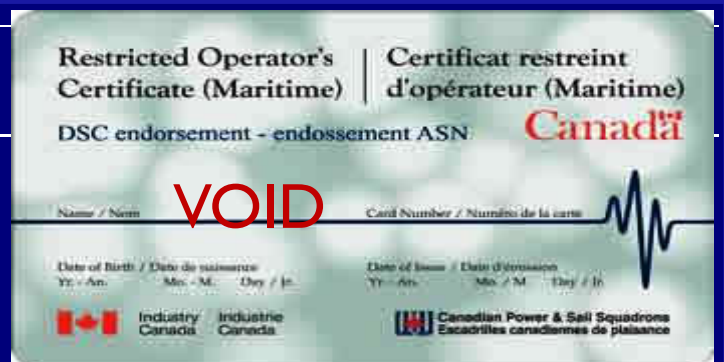 Restricted Operator's
Certificate (Maritime)
Certificat restreint
d'opérateur (Maritime)
DSC endorsement - endossement ASN
Canada
VOID
Name / Nom
Card Number / Numéro de la carte
Date of Birth / Date de naissance
Yr. - An. Mo. - M. Day / Jr.
Date of Issue / Date d'émission
Yr. - An. Mo. / M. Day / Jr.
Industry Canada
Industrie Canada
Canadian Power & Sail Squadrons
Escadrilles canadiennes de plaisance